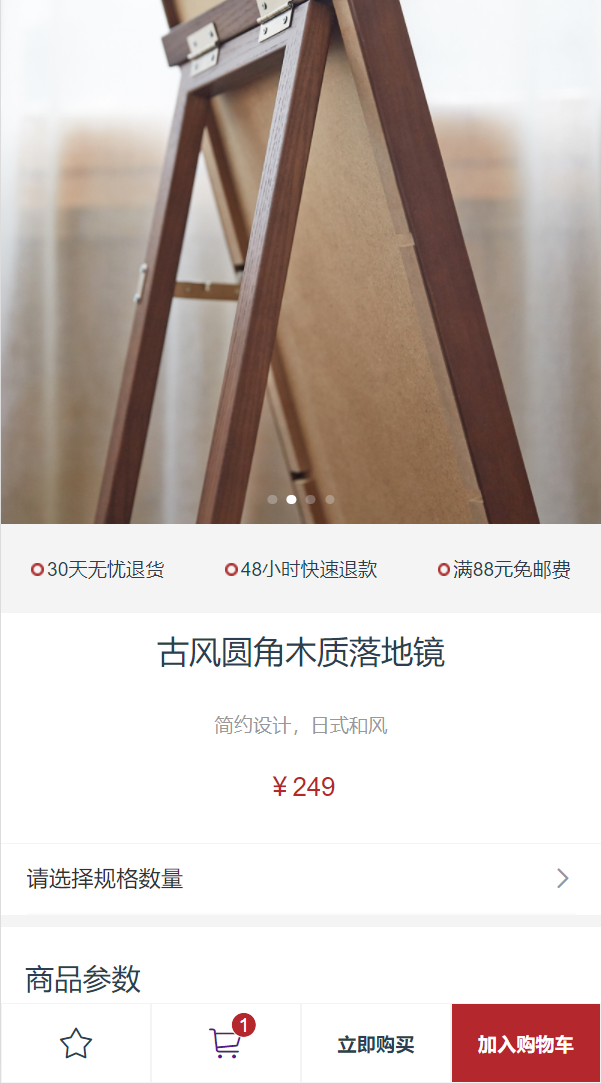 30天无忧退货 48小时快速退款 满88元免邮费
古风圆角木质落地镜
简约设计，日式和风
￥249
请选择规格数量
商品参数
1
立即购买 加入购物车